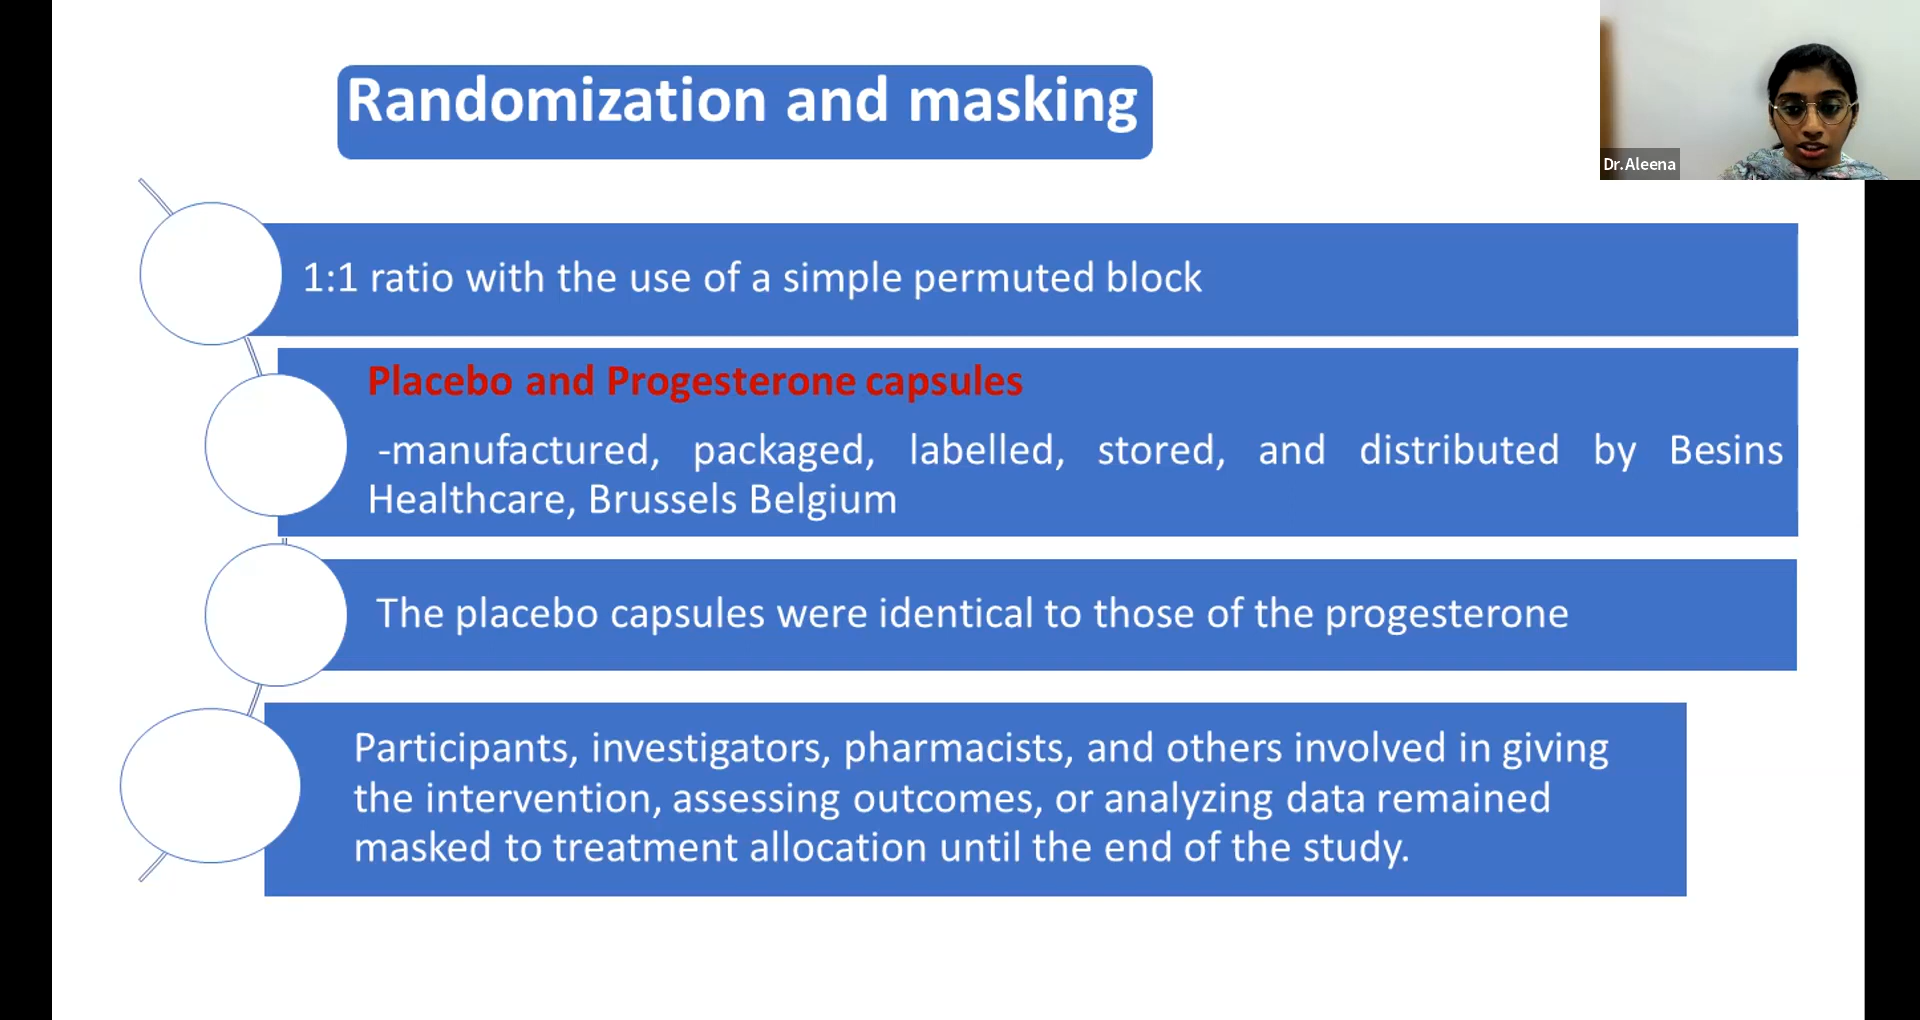 Randomization and masking
Dr.Aleena
1:1 ratio with the use of a simple permuted block
Placebo and Progesterone capsules
-manufactured, packaged, labelled, stored, and distributed by Besins
Healthcare, Brussels Belgium
The placebo capsules were identical to those of the progesterone
Participants, investigators, pharmacists, and others involved in giving
the intervention, assessing outcomes, or analyzing data remained
masked to treatment allocation until the end of the study.